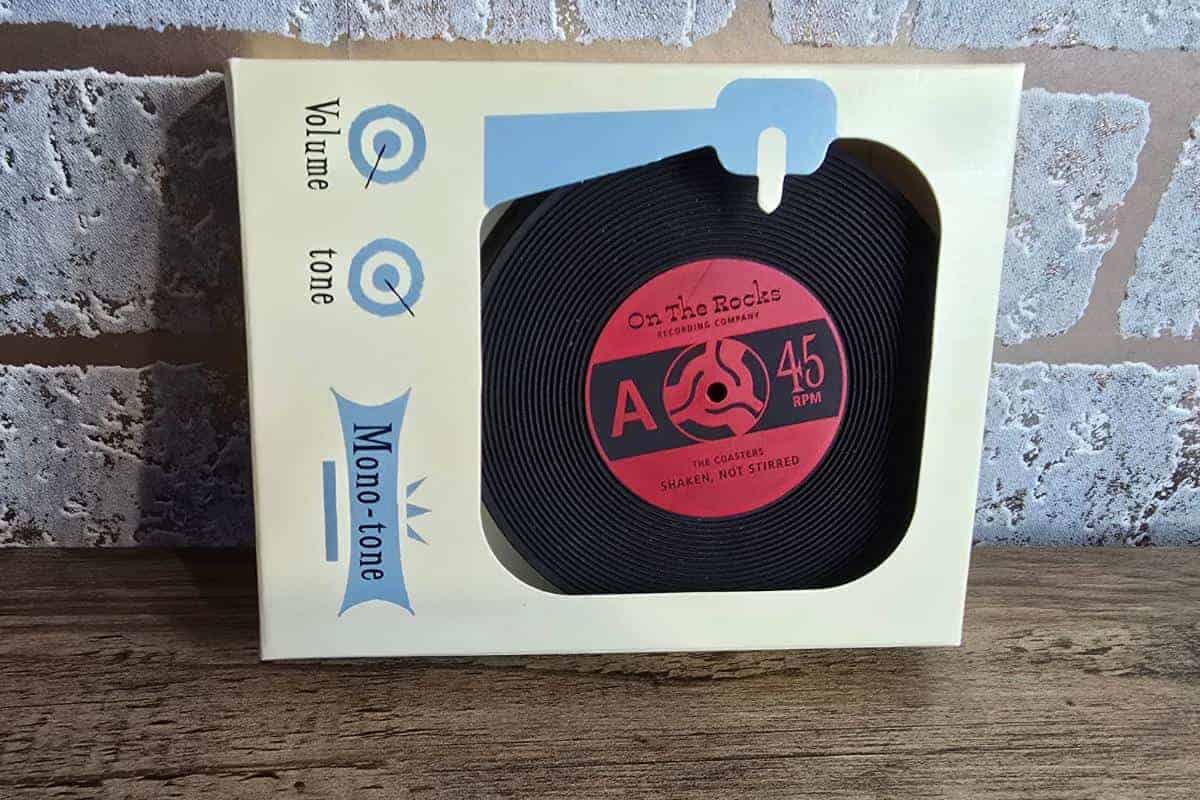 Volume
tone
Mono-tone
On The Rocks
RECORDING COMPANY
A
45
RPM
THE COASTERS
SHAKEN, NOT STIRRED